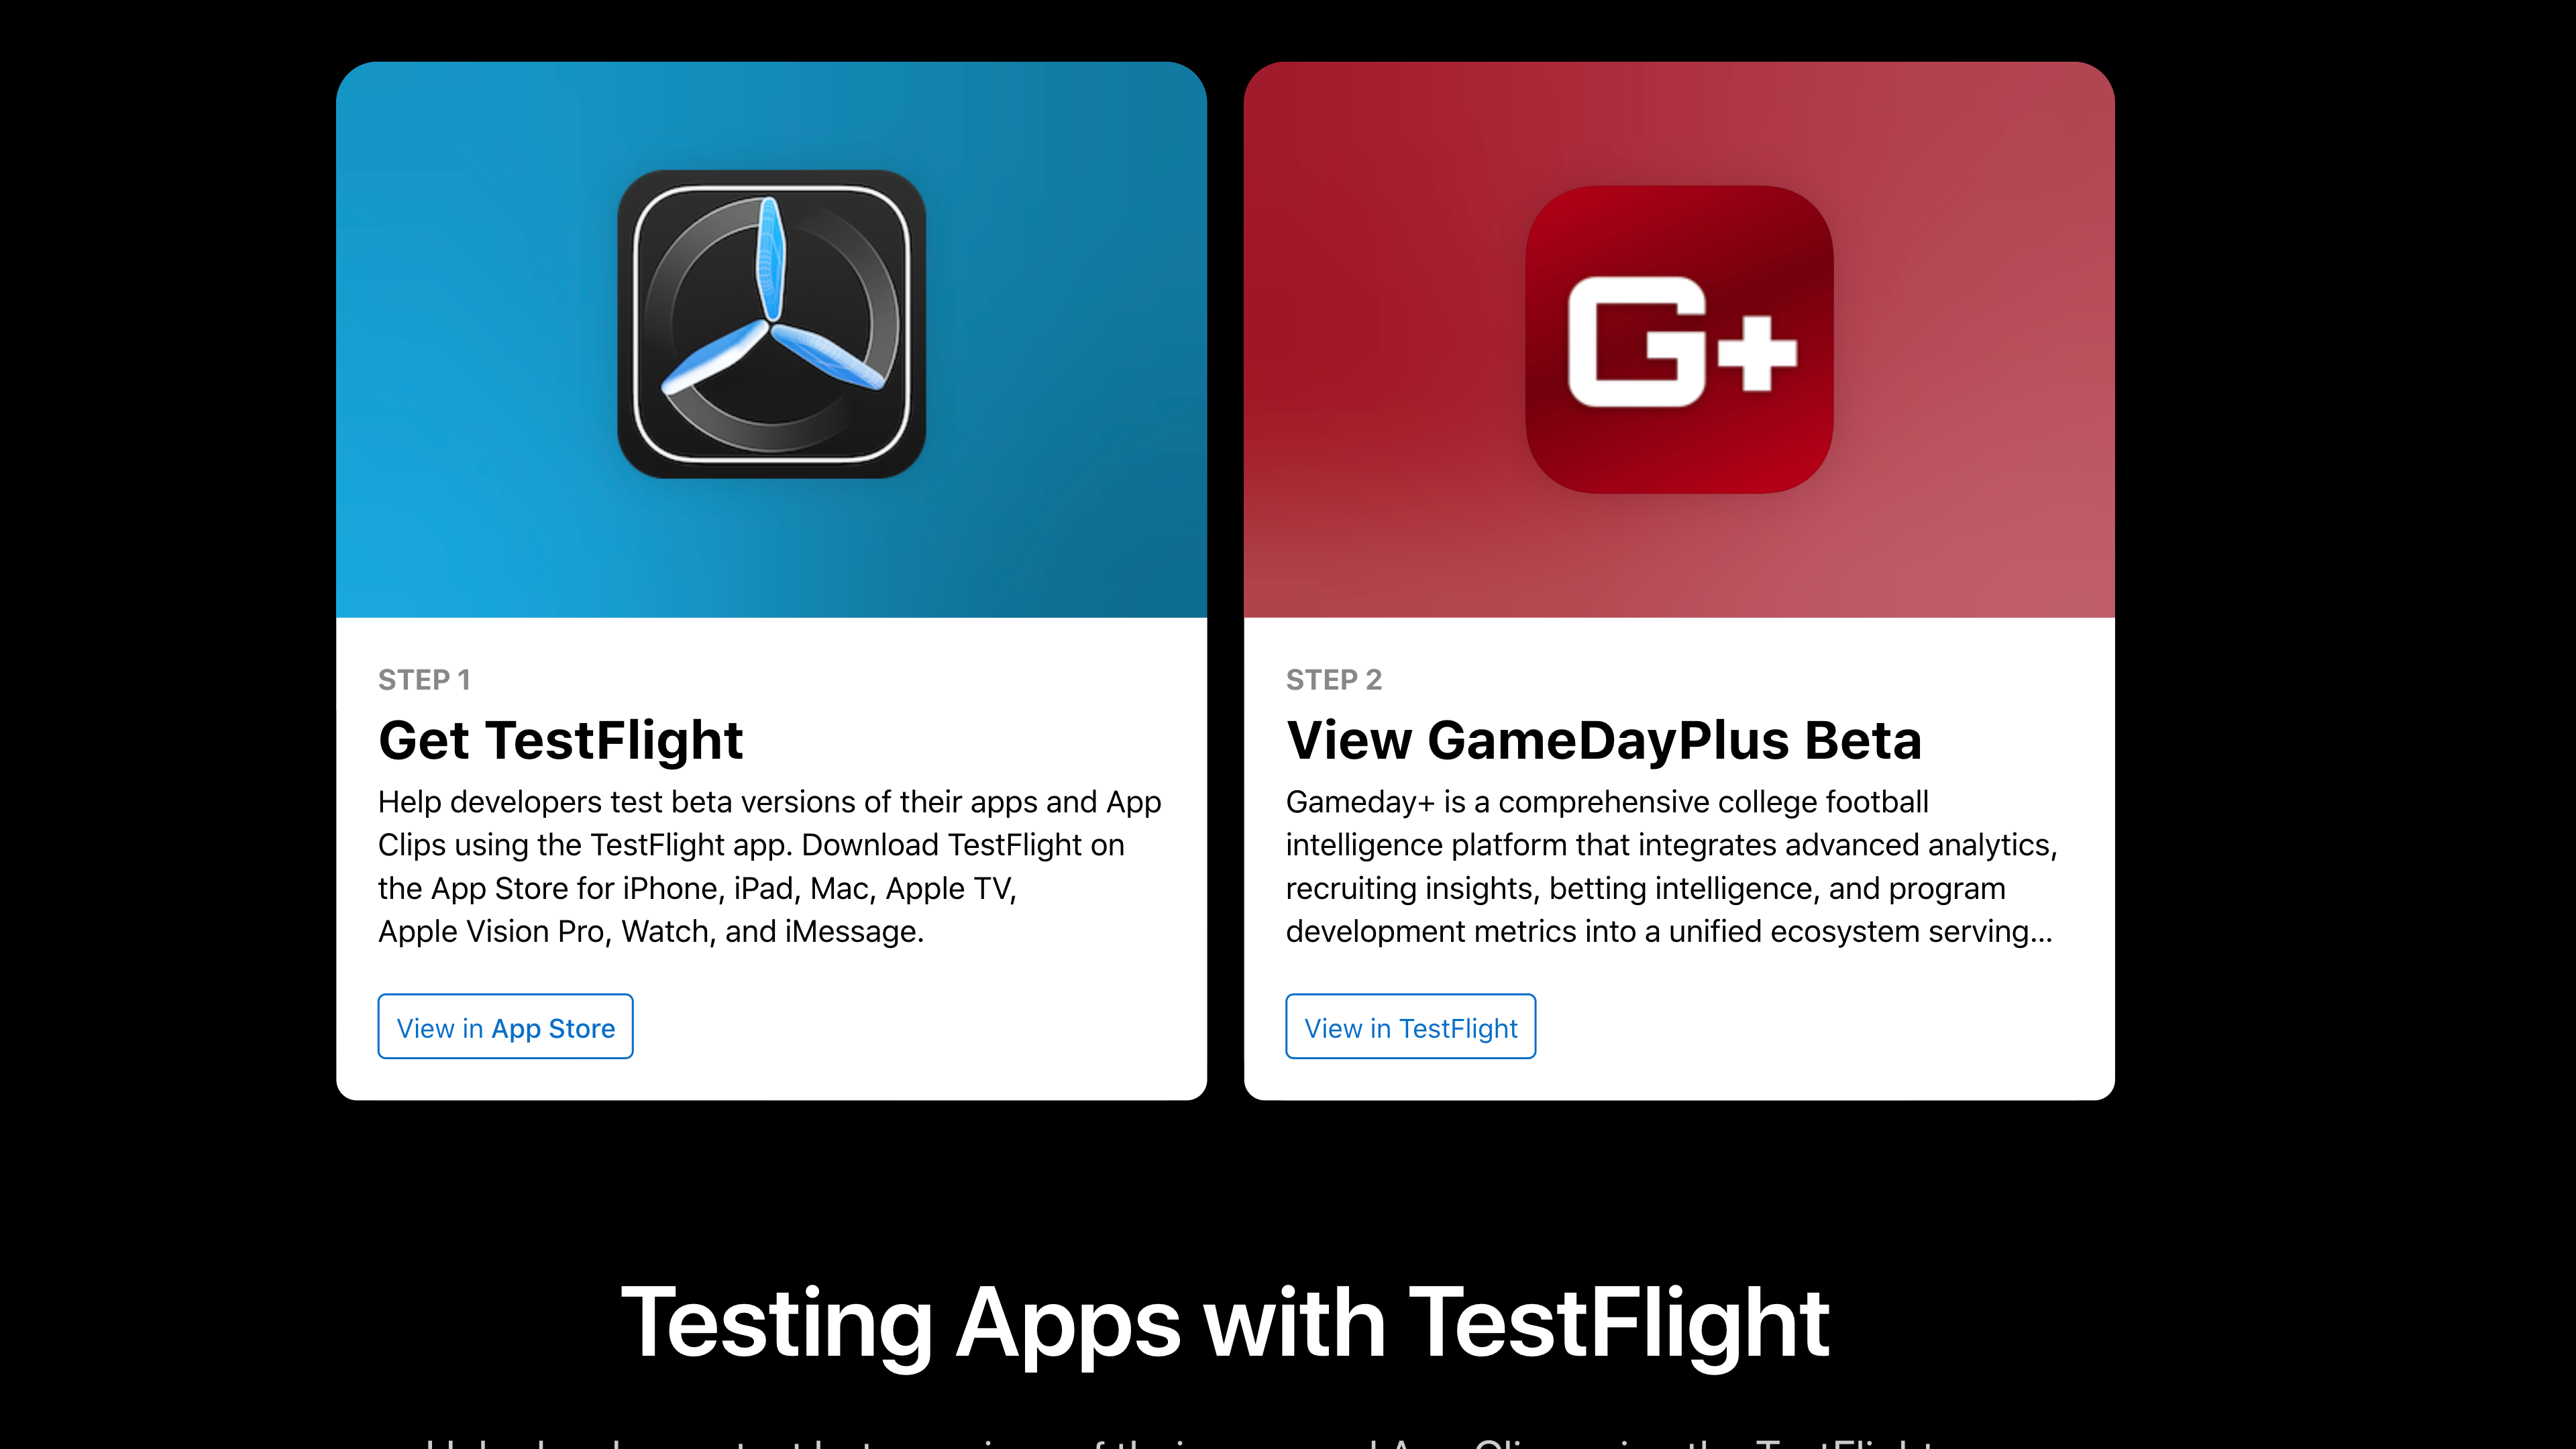 G+
STEP 1
Get TestFlight
Help developers test beta versions of their apps and App
Clips using the TestFlight app. Download TestFlight on
the App Store for iPhone, iPad, Mac, Apple TV,
Apple Vision Pro, Watch, and iMessage.
View in App Store
STEP 2
View GameDayPlus Beta
Gameday+ is a comprehensive college football
intelligence platform that integrates advanced analytics,
recruiting insights, betting intelligence, and program
development metrics into a unified ecosystem serving...
View in TestFlight
Testing Apps with TestFlight